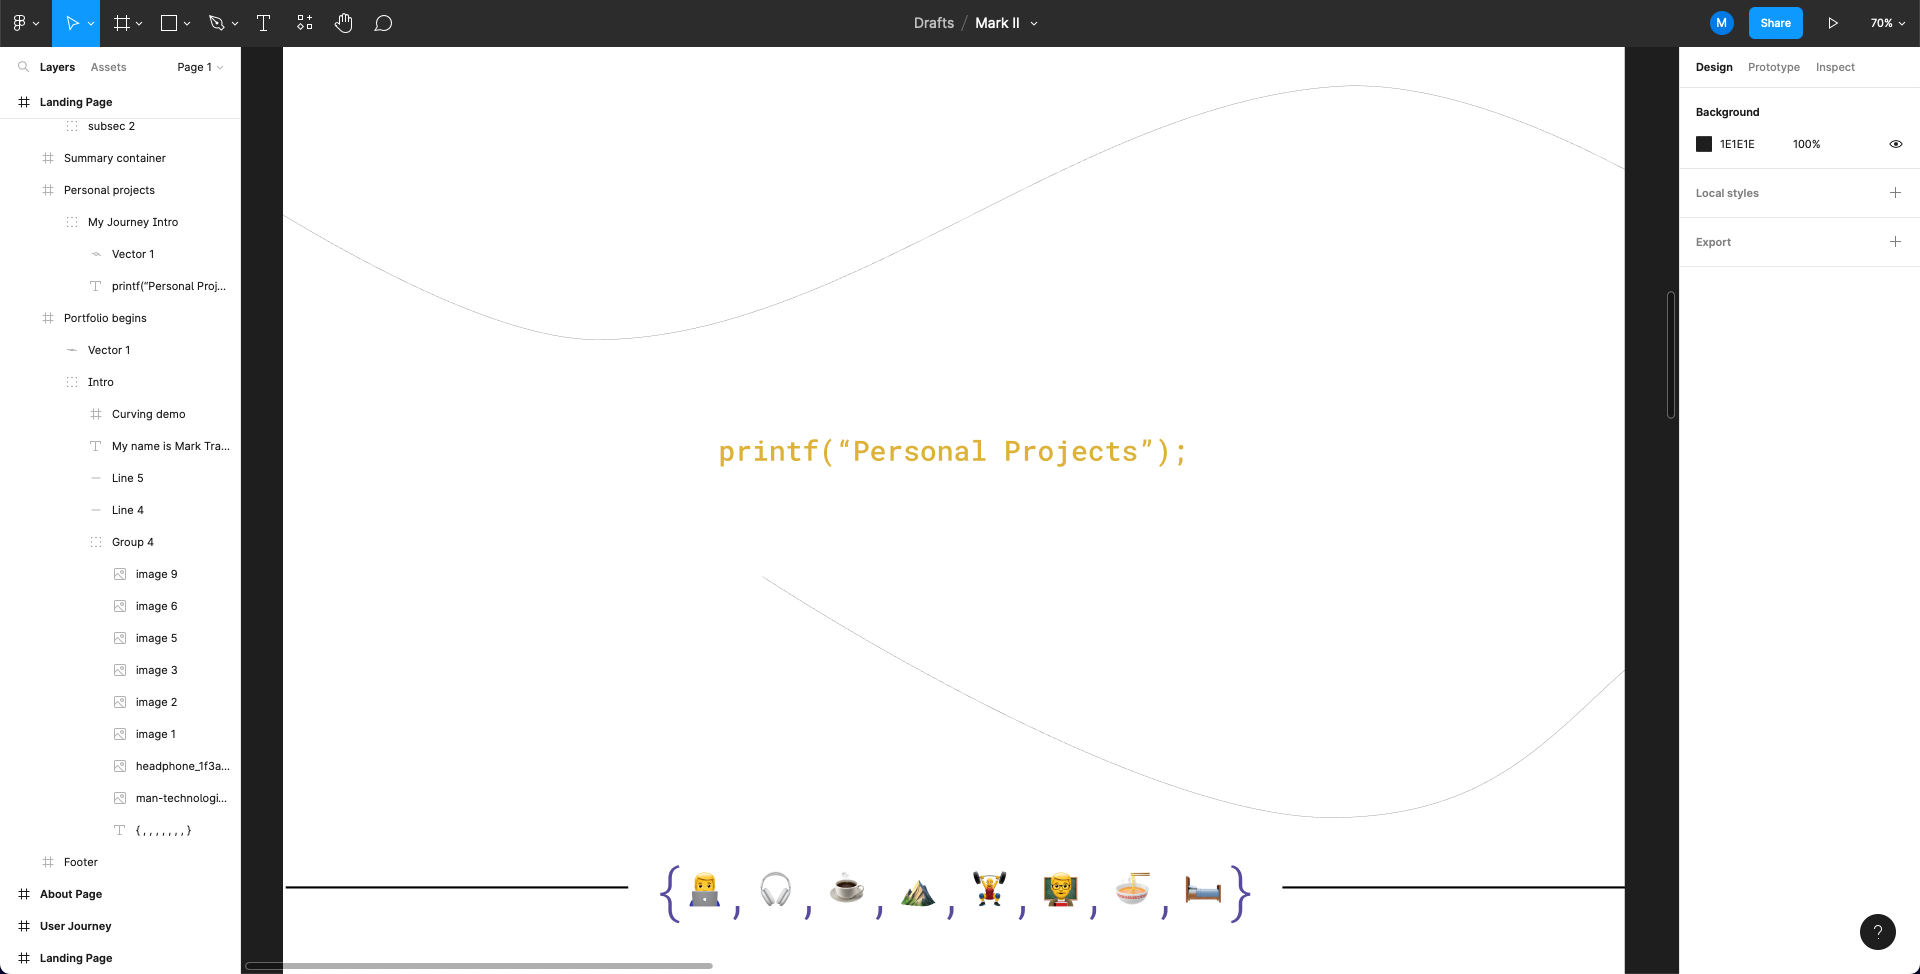 Drafts / Mark II
M
Share
70%
Layers
Assets
Page 1
Landing Page
subsec 2
Summary container
Personal projects
My Journey Intro
Vector 1
printf(“Personal Proj...
Portfolio begins
Vector 1
Intro
Curving demo
My name is Mark Tra...
Line 5
Line 4
Group 4
image 9
image 6
image 5
image 3
image 2
image 1
headphone_1f3a...
man-technologi...
{ , , , , , , , }
Footer
About Page
User Journey
Landing Page
printf(“Personal Projects”);
{ , , , , , , , }
Design
Prototype
Inspect
Background
1E1E1E
100%
Local styles
Export
?